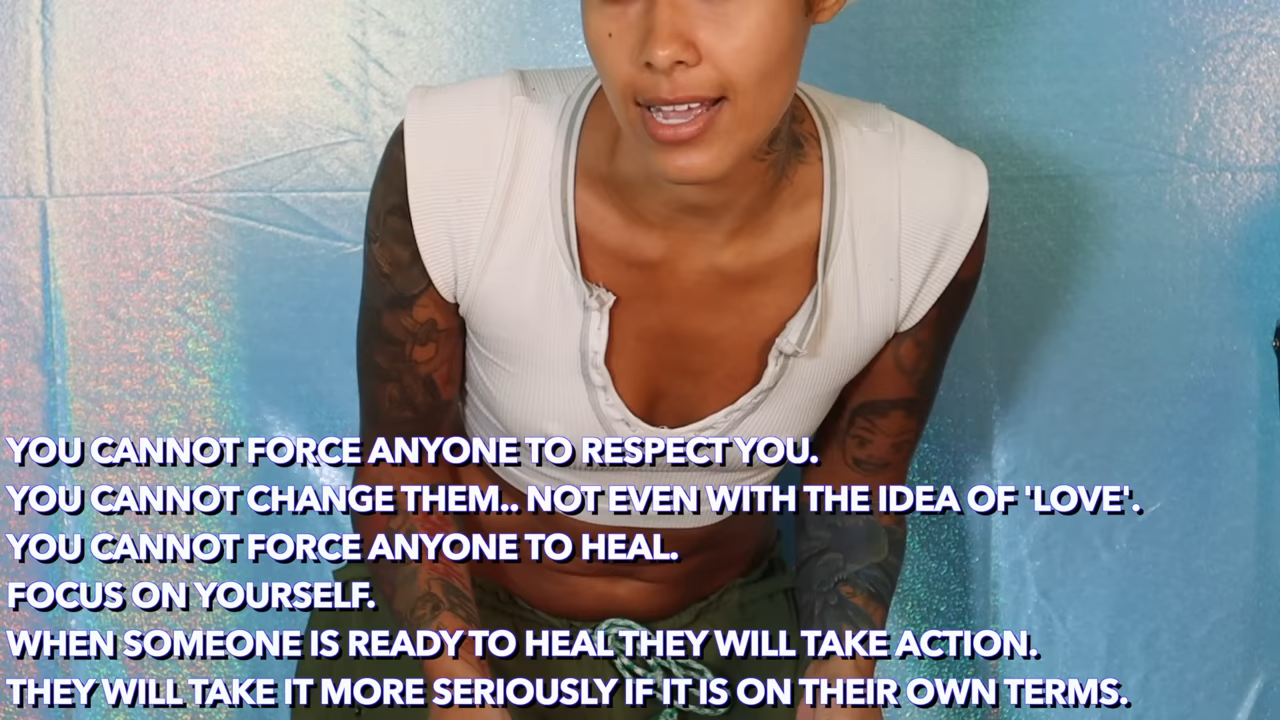 YOU CANNOT FORCE ANYONE TO RESPECT YOU.
YOU CANNOT CHANGE THEM.. NOT EVEN WITH THE IDEA OF 'LOVE'.
YOU CANNOT FORCE ANYONE TO HEAL.
FOCUS ON YOURSELF.
WHEN SOMEONE IS READY TO HEAL THEY WILL TAKE ACTION.
THEY WILL TAKE IT MORE SERIOUSLY IF IT IS ON THEIR OWN TERMS.